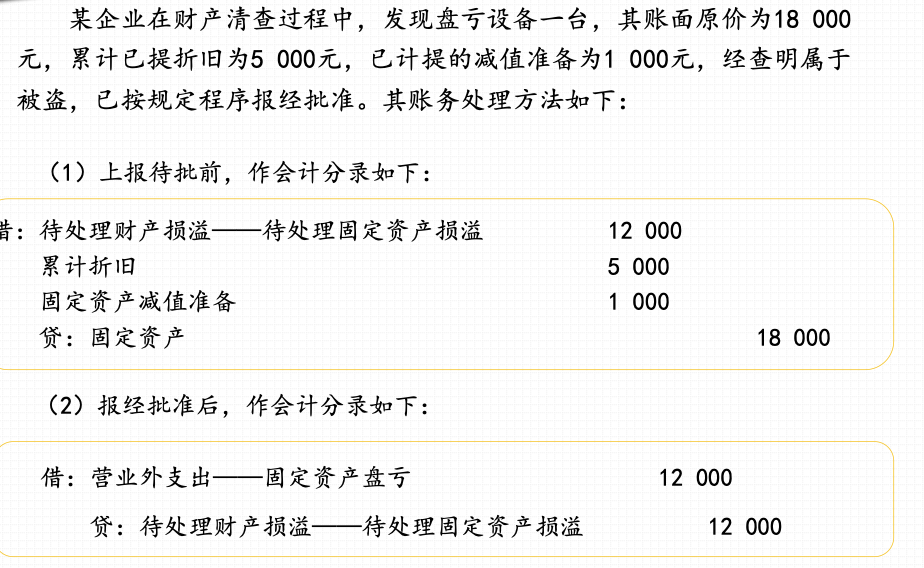 某企业在财产清查过程中，发现盘亏设备一台，其账面原价为18 000
元，累计已提折旧为5 000元，已计提的减值准备为1 000元，经查明属于
被盗，已按规定程序报经批准。其账务处理方法如下：
（1）上报待批前，作会计分录如下：
借：待处理财产损溢——待处理固定资产损溢 12 000
累计折旧 5 000
固定资产减值准备 1 000
贷：固定资产 18 000
（2）报经批准后，作会计分录如下：
借：营业外支出——固定资产盘亏 12 000
贷：待处理财产损溢——待处理固定资产损溢 12 000